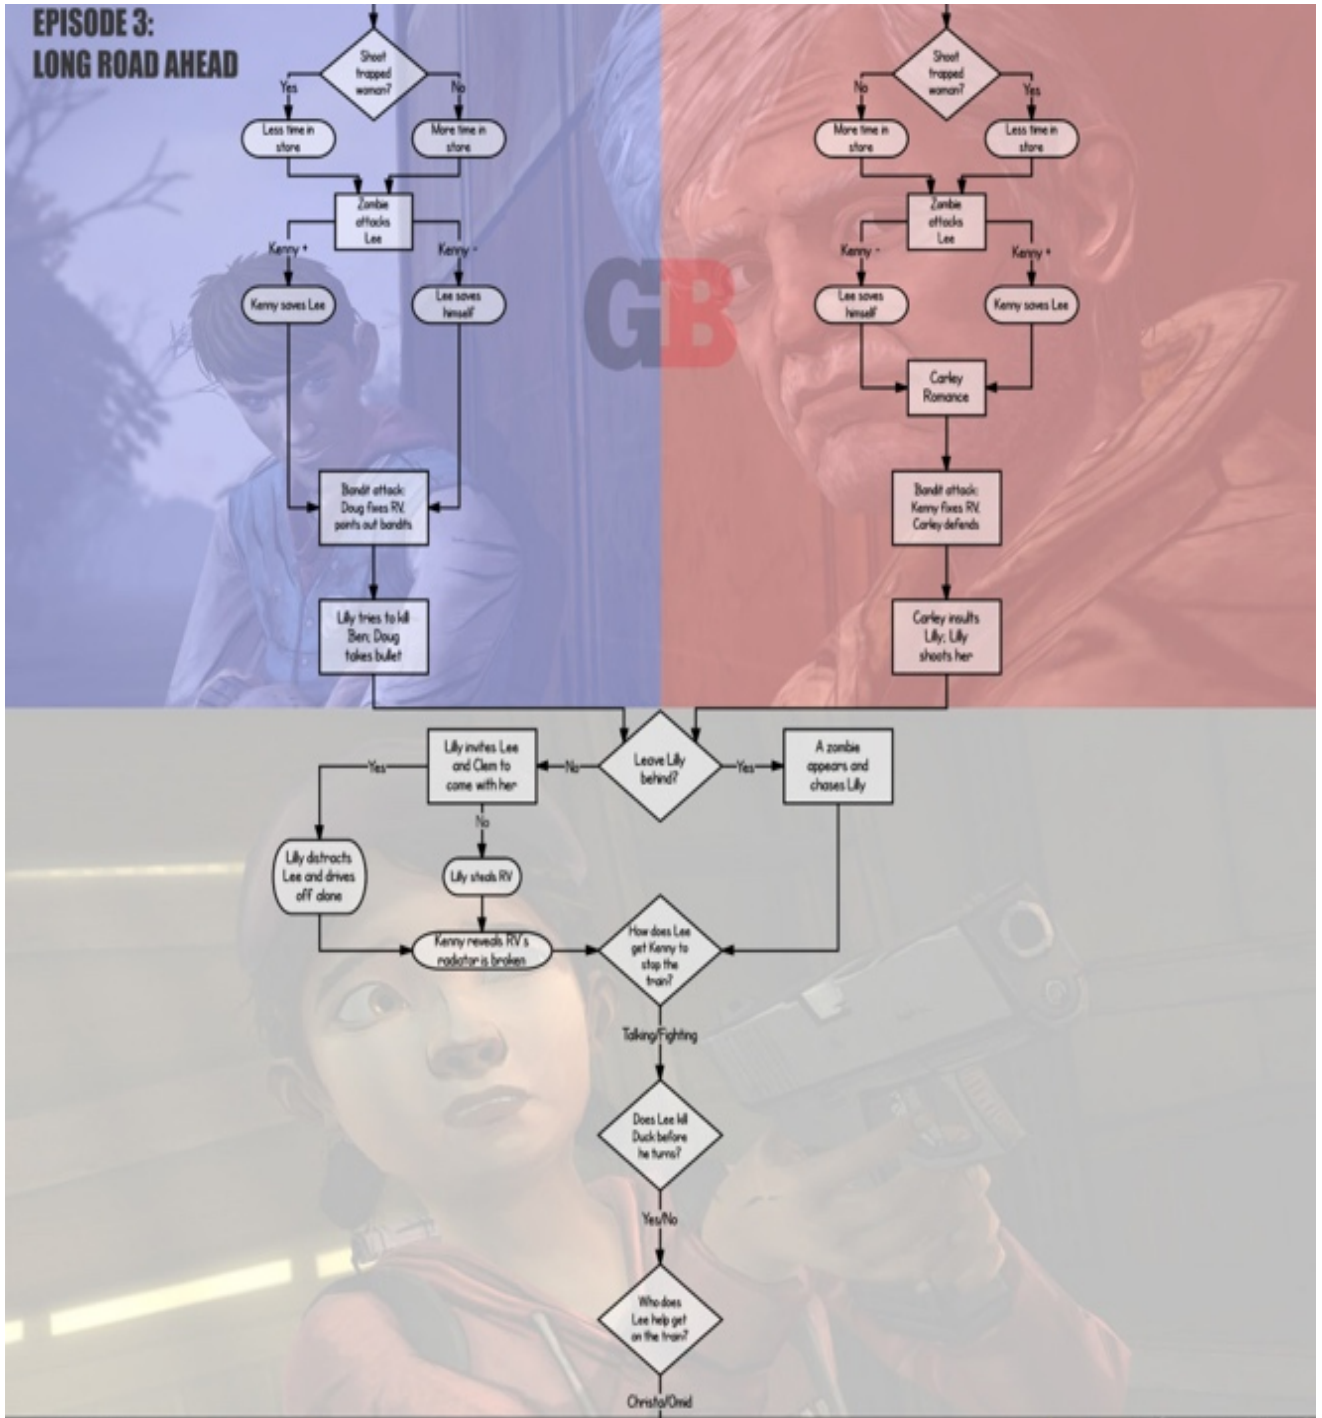 EPISODE 3:
LONG ROAD AHEAD
Shoot
trapped
woman?
Yes
No
Less time in
store
More time in
store
Zombie
attacks
Lee
Kenny +
Kenny -
Kenny saves Lee
Lee saves
himself
Bandit attack:
Doug fixes RV,
points out bandits
Lilly tries to kill
Ben; Doug
takes bullet
Shoot
trapped
woman?
No
Yes
More time in
store
Less time in
store
Zombie
attacks
Lee
Kenny -
Kenny +
Lee saves
himself
Kenny saves Lee
Carley
Romance
Bandit attack:
Kenny fixes RV,
Carley defends
Carley insults
Lilly; Lilly
shoots her
GB
Leave Lilly
behind?
No
Yes
Lilly invites Lee
and Clem to
come with her
A zombie
appears and
chases Lilly
Yes
No
Lilly distracts
Lee and drives
off alone
Lilly steals RV
Kenny reveals RV's
radiator is broken
How does Lee
get Kenny to
stop the
train?
Talking/Fighting
Does Lee kill
Duck before
he turns?
Yes/No
Who does
Lee help get
on the train?
Christa/Omid